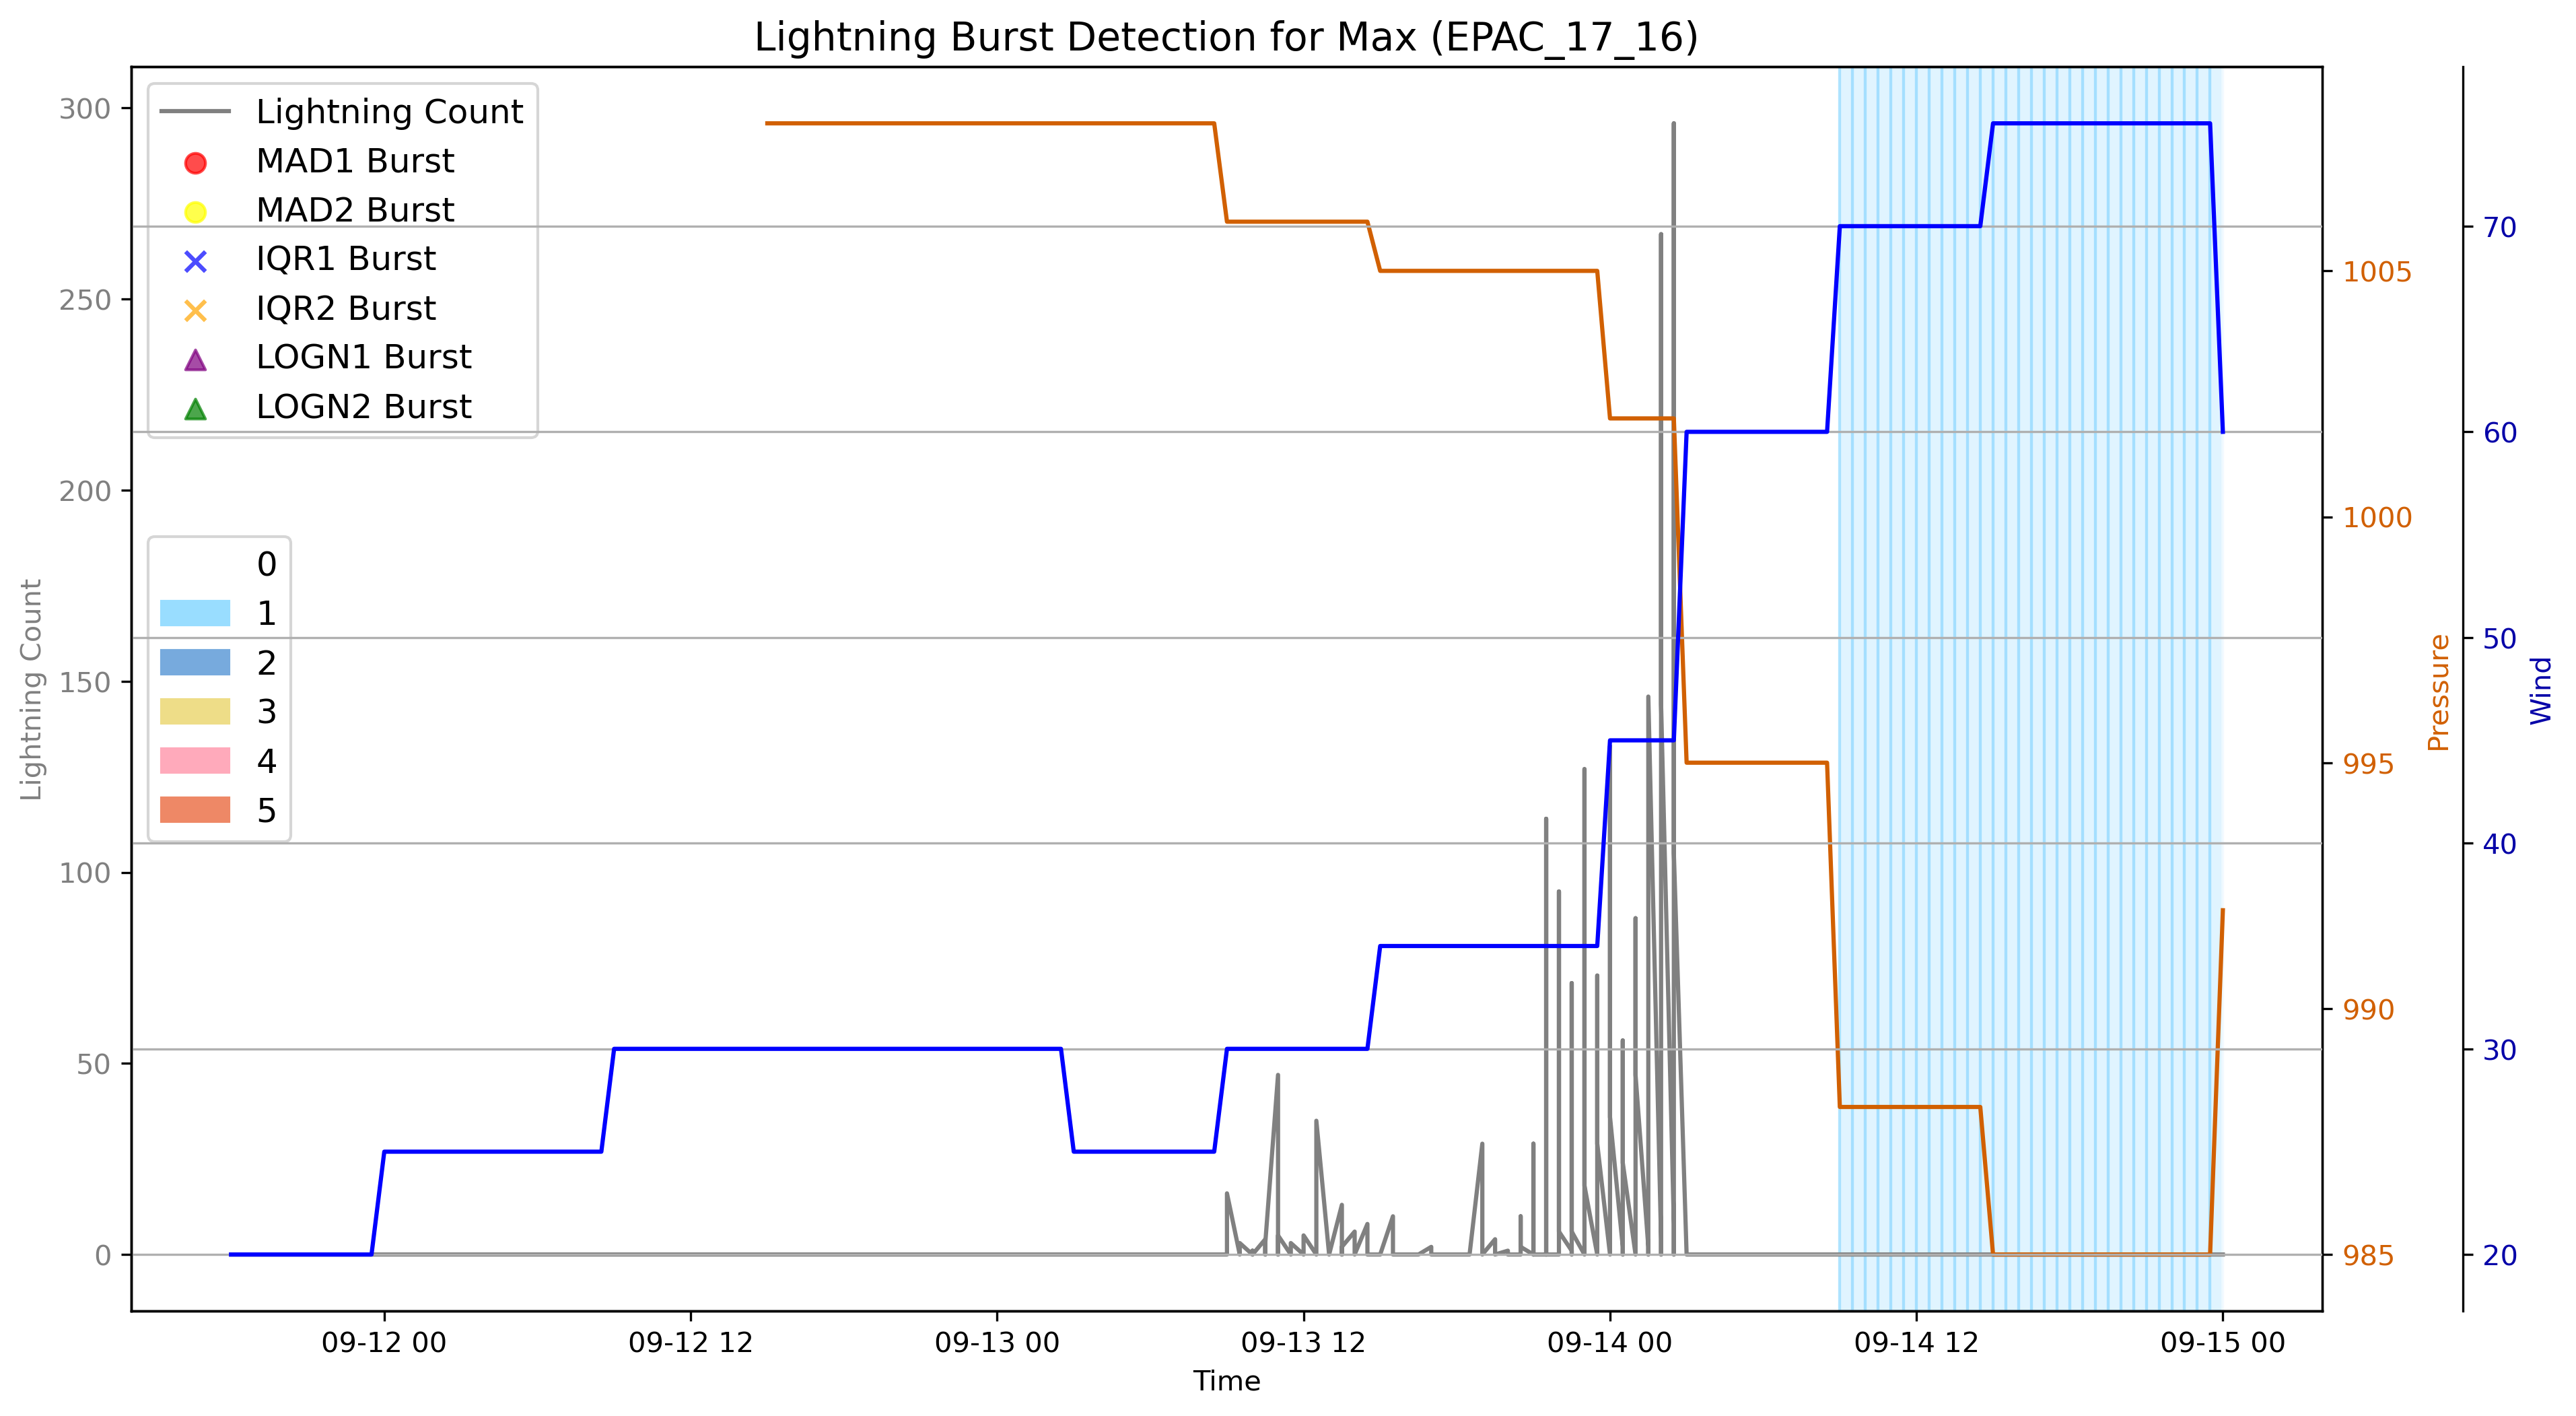 Lightning Burst Detection for Max (EPAC_17_16)
Lightning Count
MAD1 Burst
MAD2 Burst
IQR1 Burst
IQR2 Burst
LOGN1 Burst
LOGN2 Burst
0
1
2
3
4
5
Lightning Count
300
250
200
150
100
50
0
1005
1000
995
990
985
Pressure
70
60
50
40
30
20
Wind
09-12 00
09-12 12
09-13 00
09-13 12
09-14 00
09-14 12
09-15 00
Time